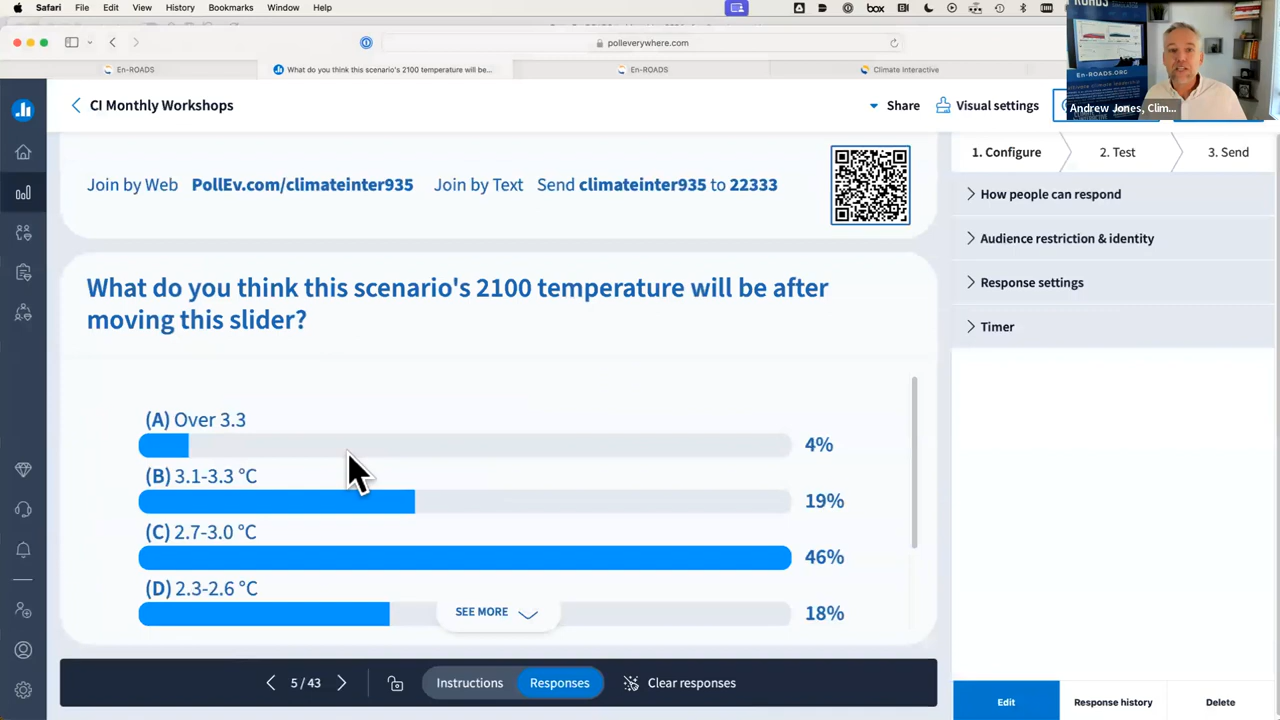 Safari File Edit View History Bookmarks Window Help
box
polleverywhere.com
En-ROADS
What do you think this scenario's 2100 temperature will be...
En-ROADS
Climate Interactive
En-ROADS.ORG
Andrew Jones, Clim...
CI Monthly Workshops
Share
Visual settings
1. Configure
2. Test
3. Send
Join by Web PollEv.com/climateinter935 Join by Text Send climateinter935 to 22333
How people can respond
Audience restriction & identity
Response settings
Timer
What do you think this scenario's 2100 temperature will be after
moving this slider?
(A) Over 3.3
4%
(B) 3.1-3.3 °C
19%
(C) 2.7-3.0 °C
46%
(D) 2.3-2.6 °C
18%
SEE MORE
5 / 43
Instructions
Responses
Clear responses
Edit
Response history
Delete